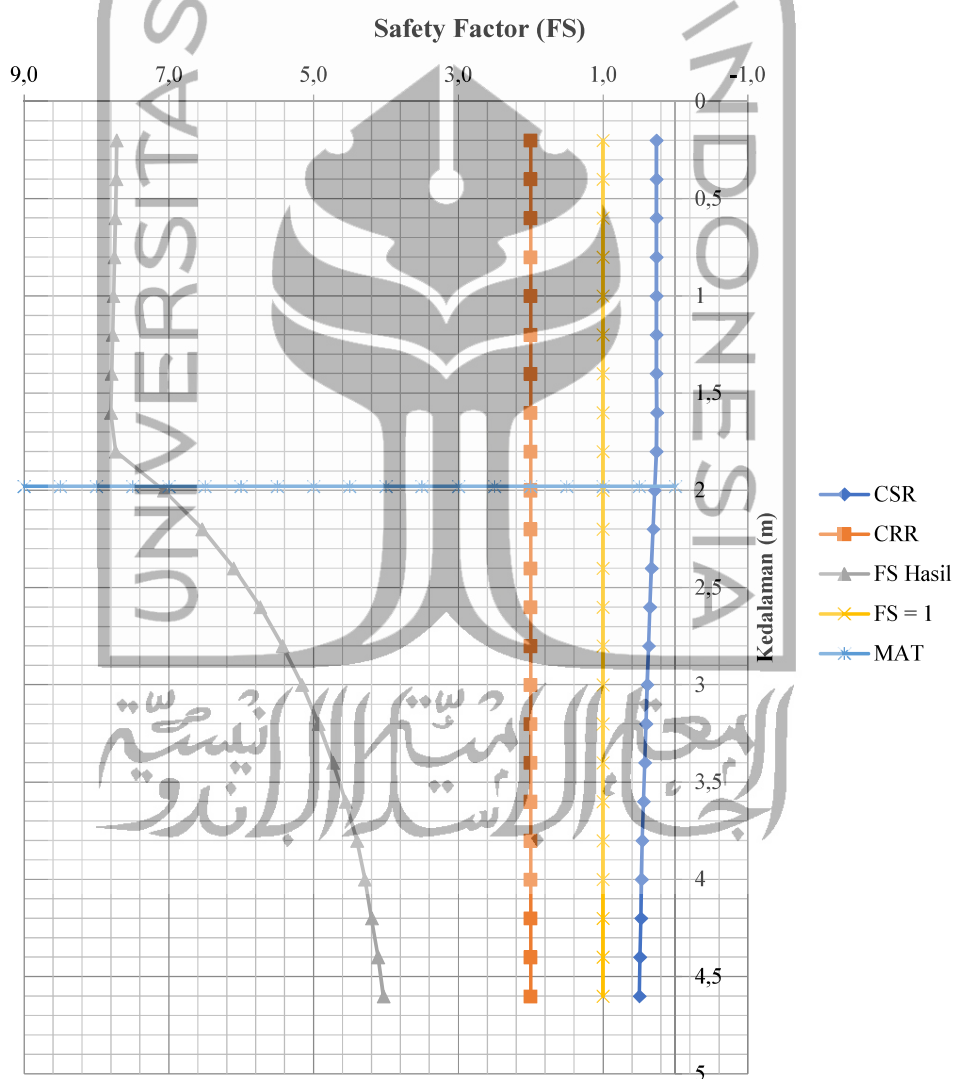 Safety Factor (FS)
9,0 7,0 5,0 3,0 1,0 -1,0
0
0,5
1
1,5
2
2,5
3
3,5
4
4,5
5
Kedalaman (m)
CSR
CRR
FS Hasil
FS = 1
MAT
UNIVERSITAS
INDONESIA